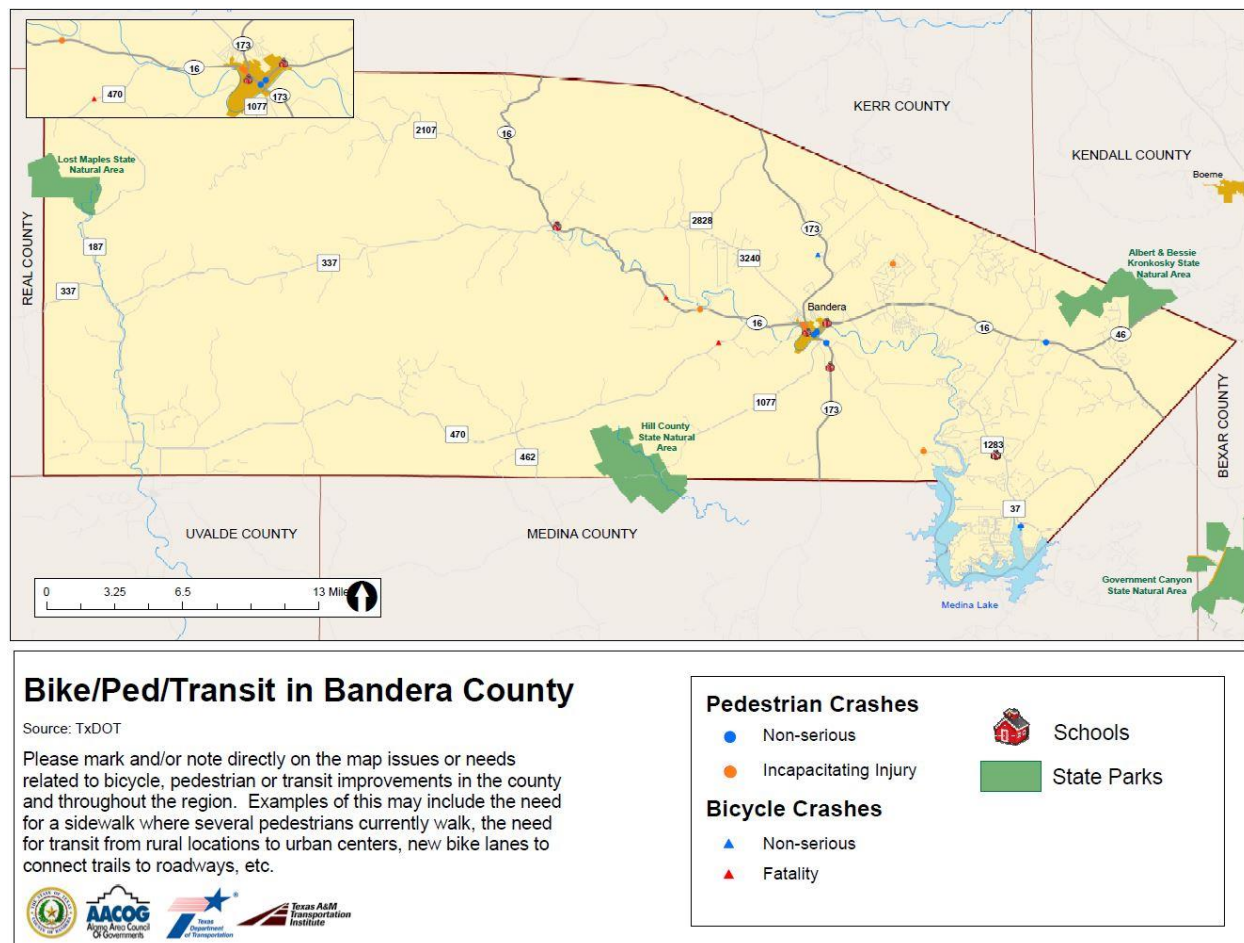 173
16
470
1077
173
KERR COUNTY
KENDALL COUNTY
Boerne
2107
16
Lost Maples State
Natural Area
REAL COUNTY
187
337
337
2828
173
3240
Albert & Bessie
Kronkosky State
Natural Area
Bandera
16
16
46
1077
173
Hill County
State Natural
Area
470
462
1283
BEXAR COUNTY
37
UVALDE COUNTY
MEDINA COUNTY
Government Canyon
State Natural Area
Medina Lake
0 3.25 6.5 13 Mile
Bike/Ped/Transit in Bandera County
Source: TxDOT
Please mark and/or note directly on the map issues or needs
related to bicycle, pedestrian or transit improvements in the county
and throughout the region. Examples of this may include the need
for a sidewalk where several pedestrians currently walk, the need
for transit from rural locations to urban centers, new bike lanes to
connect trails to roadways, etc.
AACOG
Alamo Area Council
Of Governments
Texas
Department
of Transportation
Texas A&M
Transportation
Institute
Pedestrian Crashes
Non-serious
Incapacitating Injury
Bicycle Crashes
Non-serious
Fatality
Schools
State Parks